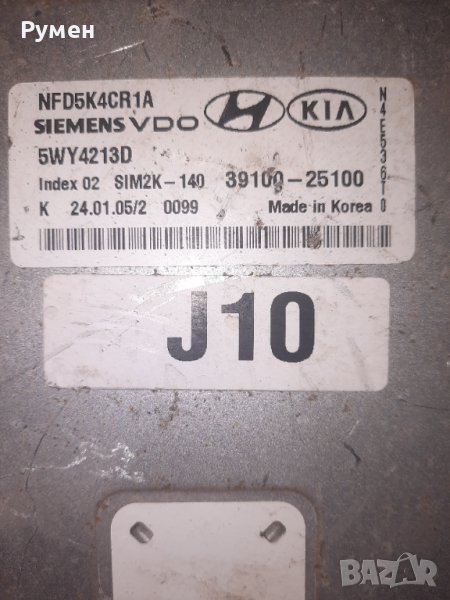 Румен
NFD5K4CR1A
SIEMENS VDO
KIA
5WY4213D
Index 02 SIM2K-140 39100-25100
K 24.01.05/2 0099 Made in Korea
N4E536T0
J10
BAZAR